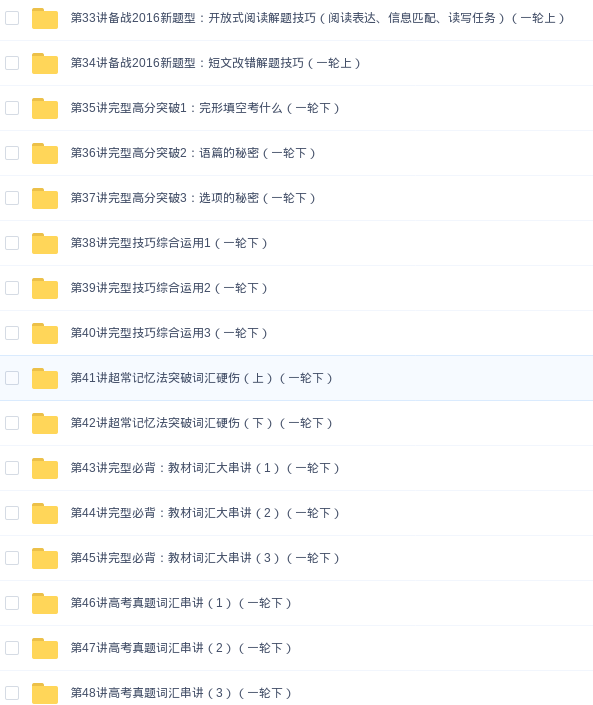 第33讲备战2016新题型：开放式阅读解题技巧（阅读表达、信息匹配、读写任务）（一轮上）
第34讲备战2016新题型：短文改错解题技巧（一轮上）
第35讲完型高分突破1：完形填空考什么（一轮下）
第36讲完型高分突破2：语篇的秘密（一轮下）
第37讲完型高分突破3：选项的秘密（一轮下）
第38讲完型技巧综合运用1（一轮下）
第39讲完型技巧综合运用2（一轮下）
第40讲完型技巧综合运用3（一轮下）
第41讲超常记忆法突破词汇硬伤（上）（一轮下）
第42讲超常记忆法突破词汇硬伤（下）（一轮下）
第43讲完型必背：教材词汇大串讲（1）（一轮下）
第44讲完型必背：教材词汇大串讲（2）（一轮下）
第45讲完型必背：教材词汇大串讲（3）（一轮下）
第46讲高考真题词汇串讲（1）（一轮下）
第47讲高考真题词汇串讲（2）（一轮下）
第48讲高考真题词汇串讲（3）（一轮下）